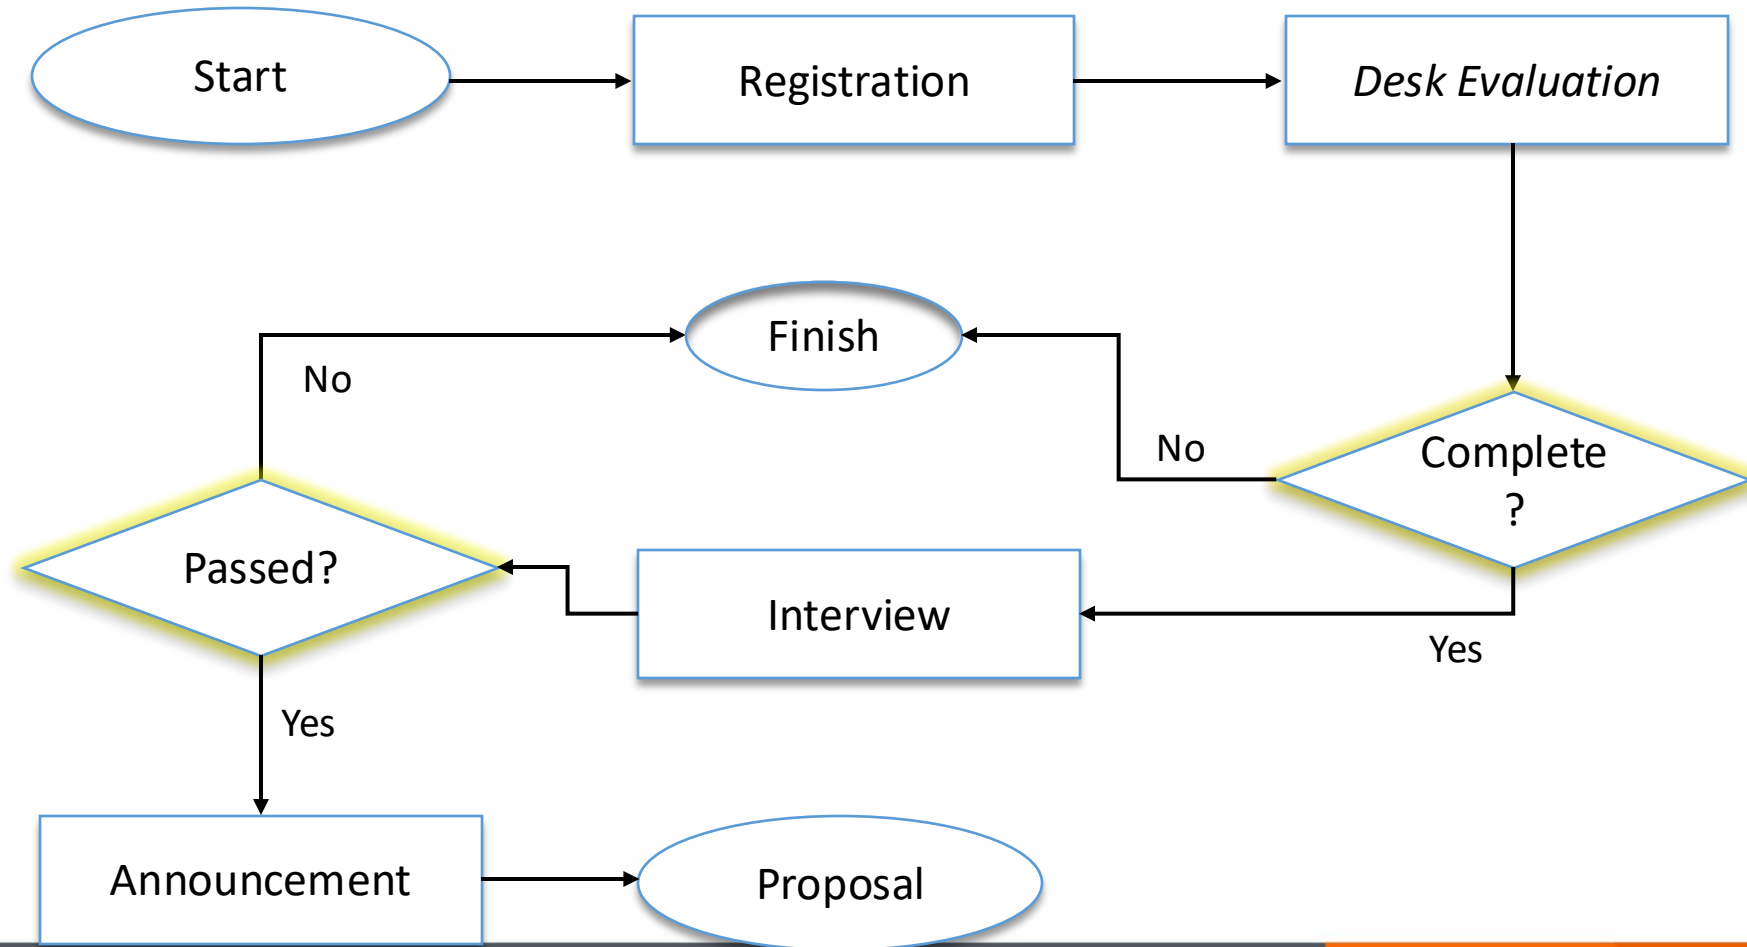 Start
Registration
Desk Evaluation
Finish
No
No
Complete
?
Passed?
Interview
Yes
Yes
Announcement
Proposal